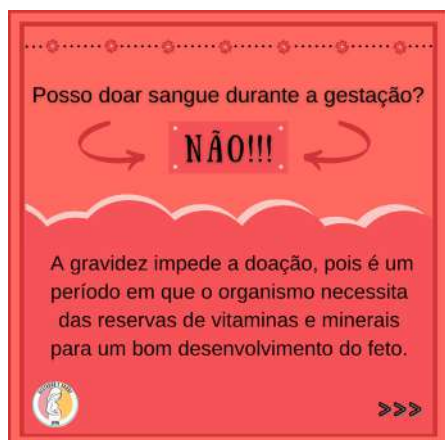 Posso doar sangue durante a gestação?
NÃO!!!
A gravidez impede a doação, pois é um
período em que o organismo necessita
das reservas de vitaminas e minerais
para um bom desenvolvimento do feto.
>>>